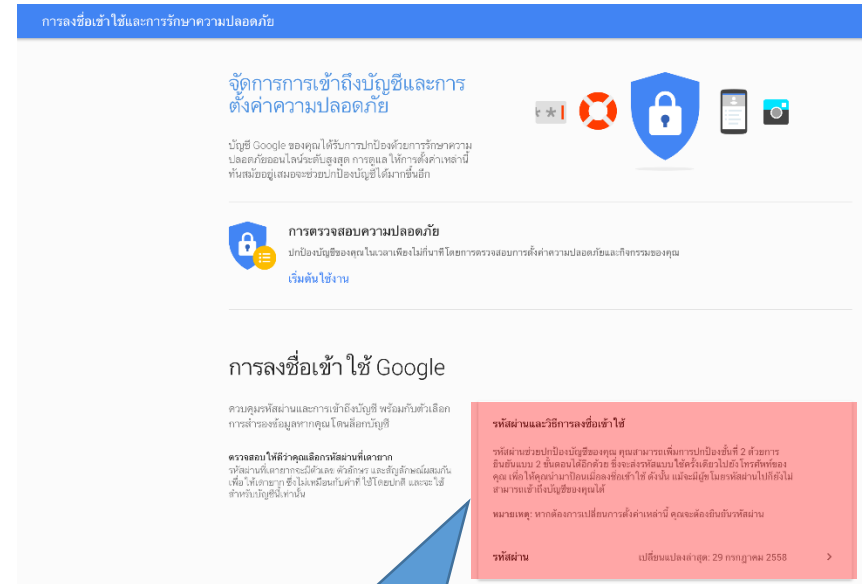 การลงชื่อเข้าใช้และการรักษาความปลอดภัย
จัดการการเข้าถึงบัญชีและการ
ตั้งค่าความปลอดภัย
บัญชี Google ของคุณได้รับการปกป้องด้วยการรักษาความ
ปลอดภัยออนไลน์ระดับสูงสุด การดูแลให้การตั้งค่าเหล่านี้
ทันสมัยอยู่เสมอจะช่วยปกป้องบัญชีได้มากขึ้นอีก
การตรวจสอบความปลอดภัย
ปกป้องบัญชีของคุณในเวลาเพียงไม่กี่นาทีโดยการตรวจสอบการตั้งค่าความปลอดภัยและกิจกรรมของคุณ
เริ่มต้นใช้งาน
การลงชื่อเข้าใช้ Google
ควบคุมรหัสผ่านและการเข้าถึงบัญชี พร้อมกับตัวเลือก
การสำรองข้อมูลหากคุณโดนล็อกบัญชี
ตรวจสอบให้ดีว่าคุณเลือกรหัสผ่านที่เดายาก
รหัสผ่านที่เดายากจะมีตัวเลข ตัวอักษร และสัญลักษณ์ผสมกัน
เพื่อให้เดายาก ซึ่งไม่เหมือนกับคำที่ใช้โดยปกติ และจะใช้
สำหรับบัญชีนี้เท่านั้น
รหัสผ่านและวิธีการลงชื่อเข้าใช้
รหัสผ่านช่วยปกป้องบัญชีของคุณ คุณสามารถเพิ่มการปกป้องชั้นที่ 2 ด้วยการ
ยืนยันแบบ 2 ขั้นตอนได้อีกด้วย ซึ่งจะส่งรหัสแบบใช้ครั้งเดียวไปยังโทรศัพท์ของ
คุณ เพื่อให้คุณนำมาป้อนเมื่อลงชื่อเข้าใช้ ดังนั้น แม้จะมีผู้ขโมยรหัสผ่านไปก็ยังไม่
สามารถเข้าถึงบัญชีของคุณได้
หมายเหตุ: หากต้องการเปลี่ยนการตั้งค่าเหล่านี้ คุณจะต้องยืนยันรหัสผ่าน
รหัสผ่าน เปลี่ยนแปลงล่าสุด: 29 กรกฎาคม 2558